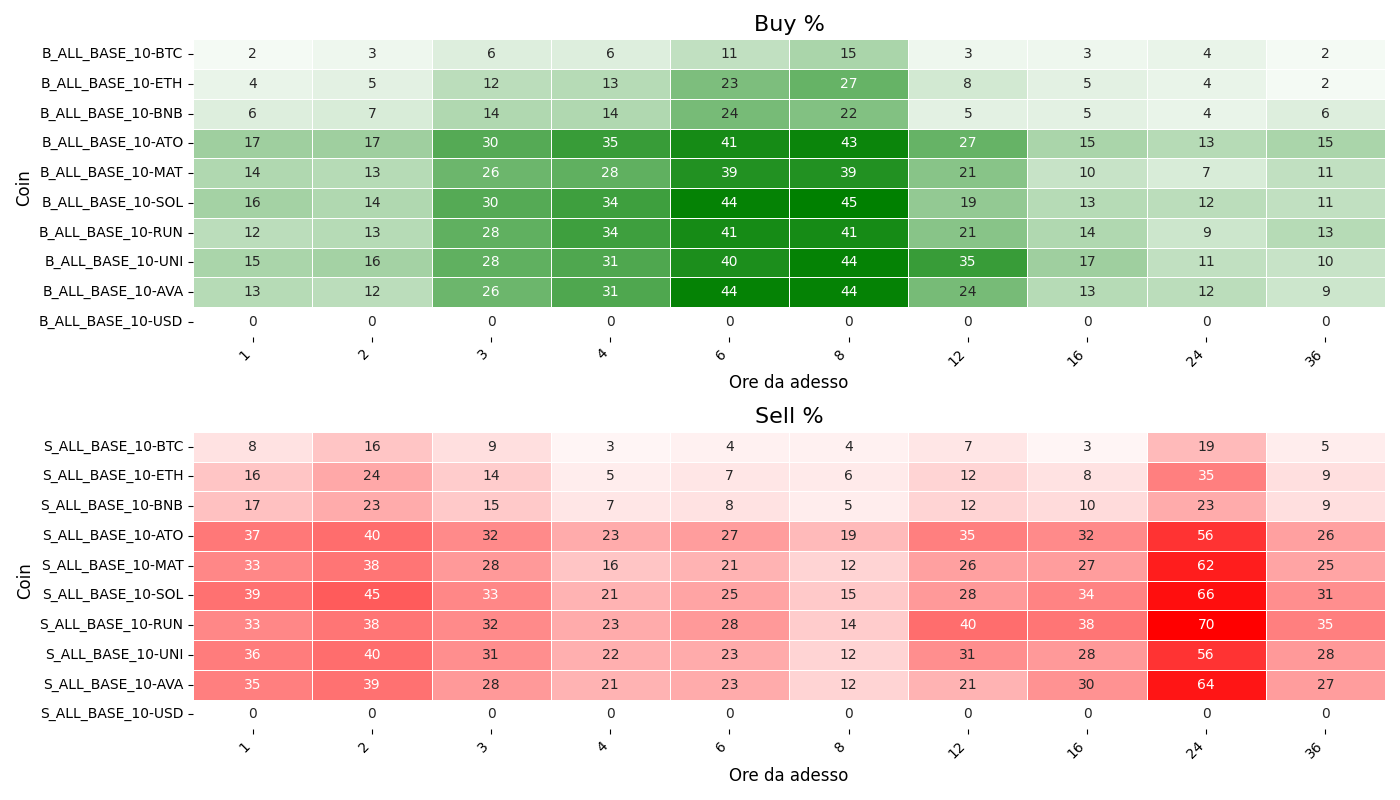 Buy %
Coin
B_ALL_BASE_10-BTC 2 3 6 6 11 15 3 3 4 2
B_ALL_BASE_10-ETH 4 5 12 13 23 27 8 5 4 2
B_ALL_BASE_10-BNB 6 7 14 14 24 22 5 5 4 6
B_ALL_BASE_10-ATO 17 17 30 35 41 43 27 15 13 15
B_ALL_BASE_10-MAT 14 13 26 28 39 39 21 10 7 11
B_ALL_BASE_10-SOL 16 14 30 34 44 45 19 13 12 11
B_ALL_BASE_10-RUN 12 13 28 34 41 41 21 14 9 13
B_ALL_BASE_10-UNI 15 16 28 31 40 44 35 17 11 10
B_ALL_BASE_10-AVA 13 12 26 31 44 44 24 13 12 9
B_ALL_BASE_10-USD 0 0 0 0 0 0 0 0 0 0
1 2 3 4 6 8 12 16 24 36
Ore da adesso
Sell %
Coin
S_ALL_BASE_10-BTC 8 16 9 3 4 4 7 3 19 5
S_ALL_BASE_10-ETH 16 24 14 5 7 6 12 8 35 9
S_ALL_BASE_10-BNB 17 23 15 7 8 5 12 10 23 9
S_ALL_BASE_10-ATO 37 40 32 23 27 19 35 32 56 26
S_ALL_BASE_10-MAT 33 38 28 16 21 12 26 27 62 25
S_ALL_BASE_10-SOL 39 45 33 21 25 15 28 34 66 31
S_ALL_BASE_10-RUN 33 38 32 23 28 14 40 38 70 35
S_ALL_BASE_10-UNI 36 40 31 22 23 12 31 28 56 28
S_ALL_BASE_10-AVA 35 39 28 21 23 12 21 30 64 27
S_ALL_BASE_10-USD 0 0 0 0 0 0 0 0 0 0
1 2 3 4 6 8 12 16 24 36
Ore da adesso